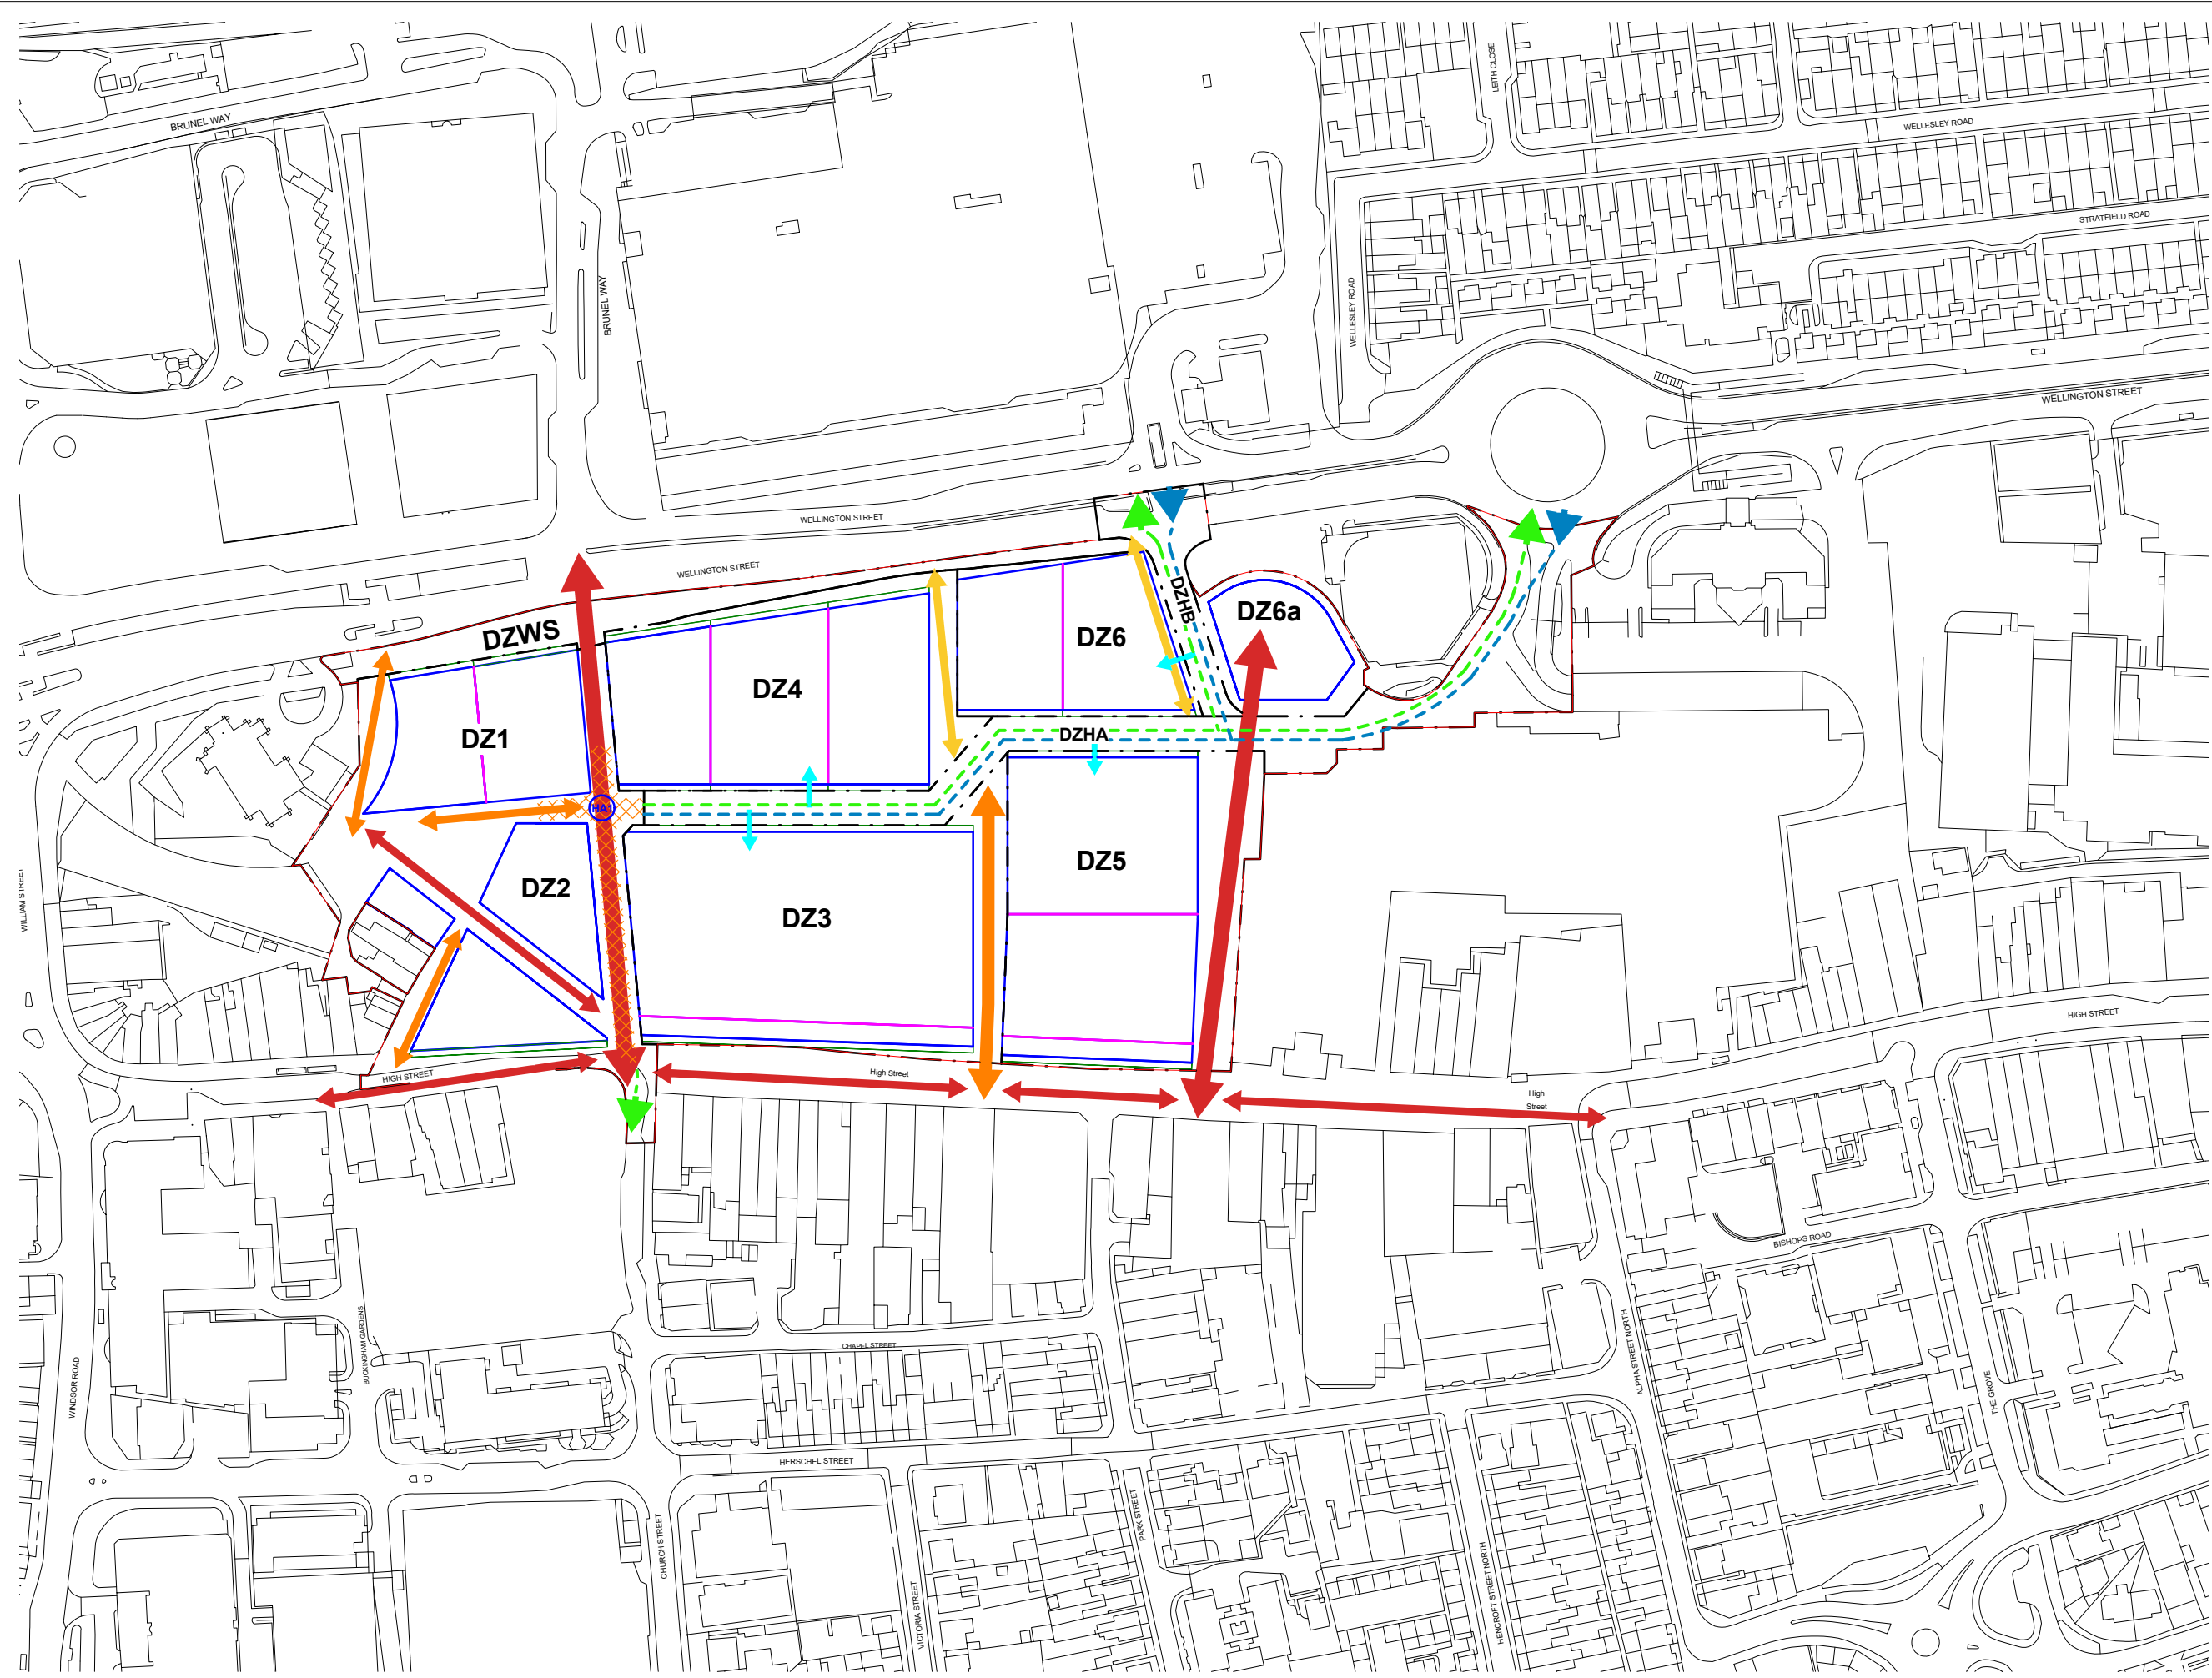 LEITH CLOSE
BRUNEL WAY
WELLESLEY ROAD
STRATFIELD ROAD
BRUNEL WAY
WELLESLEY ROAD
WELLINGTON STREET
WELLINGTON STREET
WELLINGTON STREET
DZHB
DZ6a
DZWS
DZ6
DZ4
DZ1
DZHA
HA1
DZ5
DZ2
DZ3
WILLIAM STREET
HIGH STREET
HIGH STREET
High Street
High
Street
BISHOPS ROAD
BUCKINGHAM GARDENS
CHAPEL STREET
ALPHA STREET NORTH
WINDSOR ROAD
THE GROVE
HERSCHEL STREET
PARK STREET
CHURCH STREET
VICTORIA STREET
HENCROFT STREET NORTH